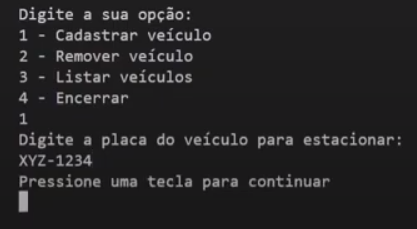 Digite a sua opção:
1 - Cadastrar veículo
2 - Remover veículo
3 - Listar veículos
4 - Encerrar
1
Digite a placa do veículo para estacionar:
XYZ-1234
Pressione uma tecla para continuar